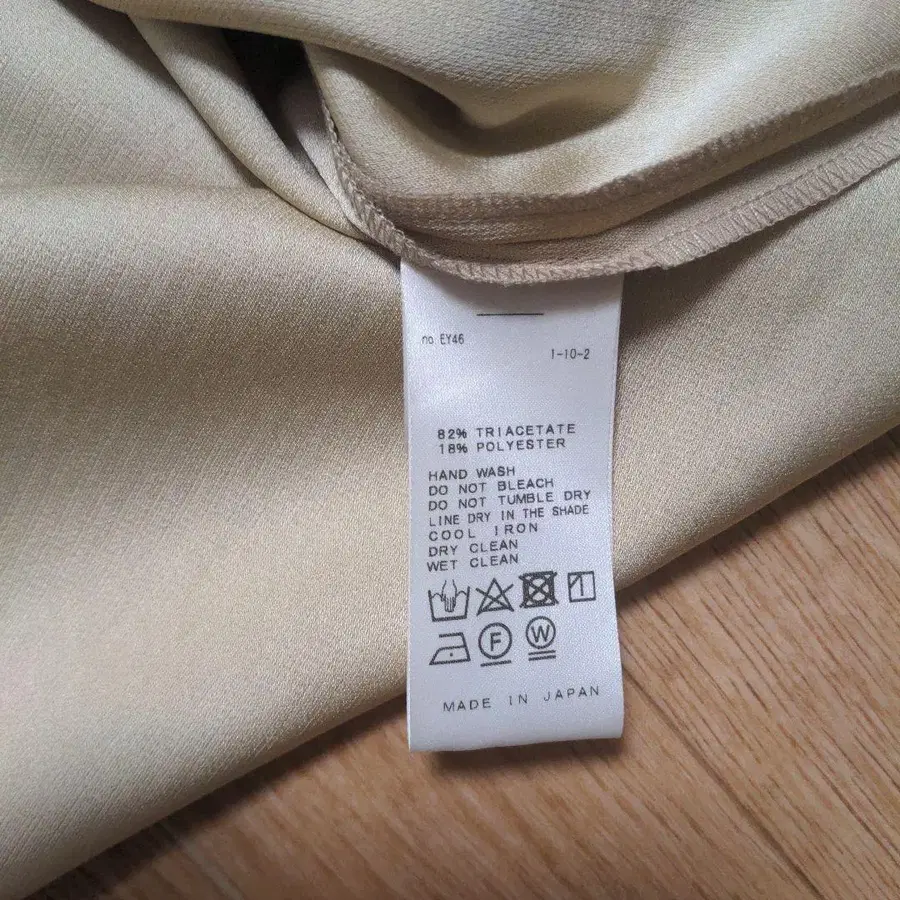 no EY46
1-10-2
82% TRIACETATE
18% POLYESTER
HAND WASH
DO NOT BLEACH
DO NOT TUMBLE DRY
LINE DRY IN THE SHADE
COOL IRON
DRY CLEAN
WET CLEAN
F W
MADE IN JAPAN